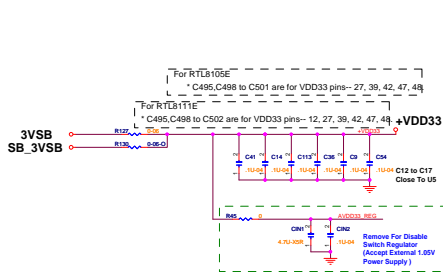 For RTL8105E
* C495,C498 to C501 are for VDD33 pins-- 27, 39, 42, 47, 48.
For RTL8111E
* C495,C498 to C502 are for VDD33 pins-- 12, 27, 39, 42, 47, 48.
+VDD33
3VSB
R127
0-06
+VDD33
SB_3VSB
R130
0-06-O
C41
C14
C113
C36
C9
C54
.1U-04
.1U-04
.1U-04
.1U-04
.1U-04
.1U-04
C12 to C17
Close To U5
R45
0
AVDD33_REG
CIN1
CIN2
4.7U-X5R
.1U-04
Remove For Disable
Switch Regulator
(Accept External 1.05V
Power Supply )